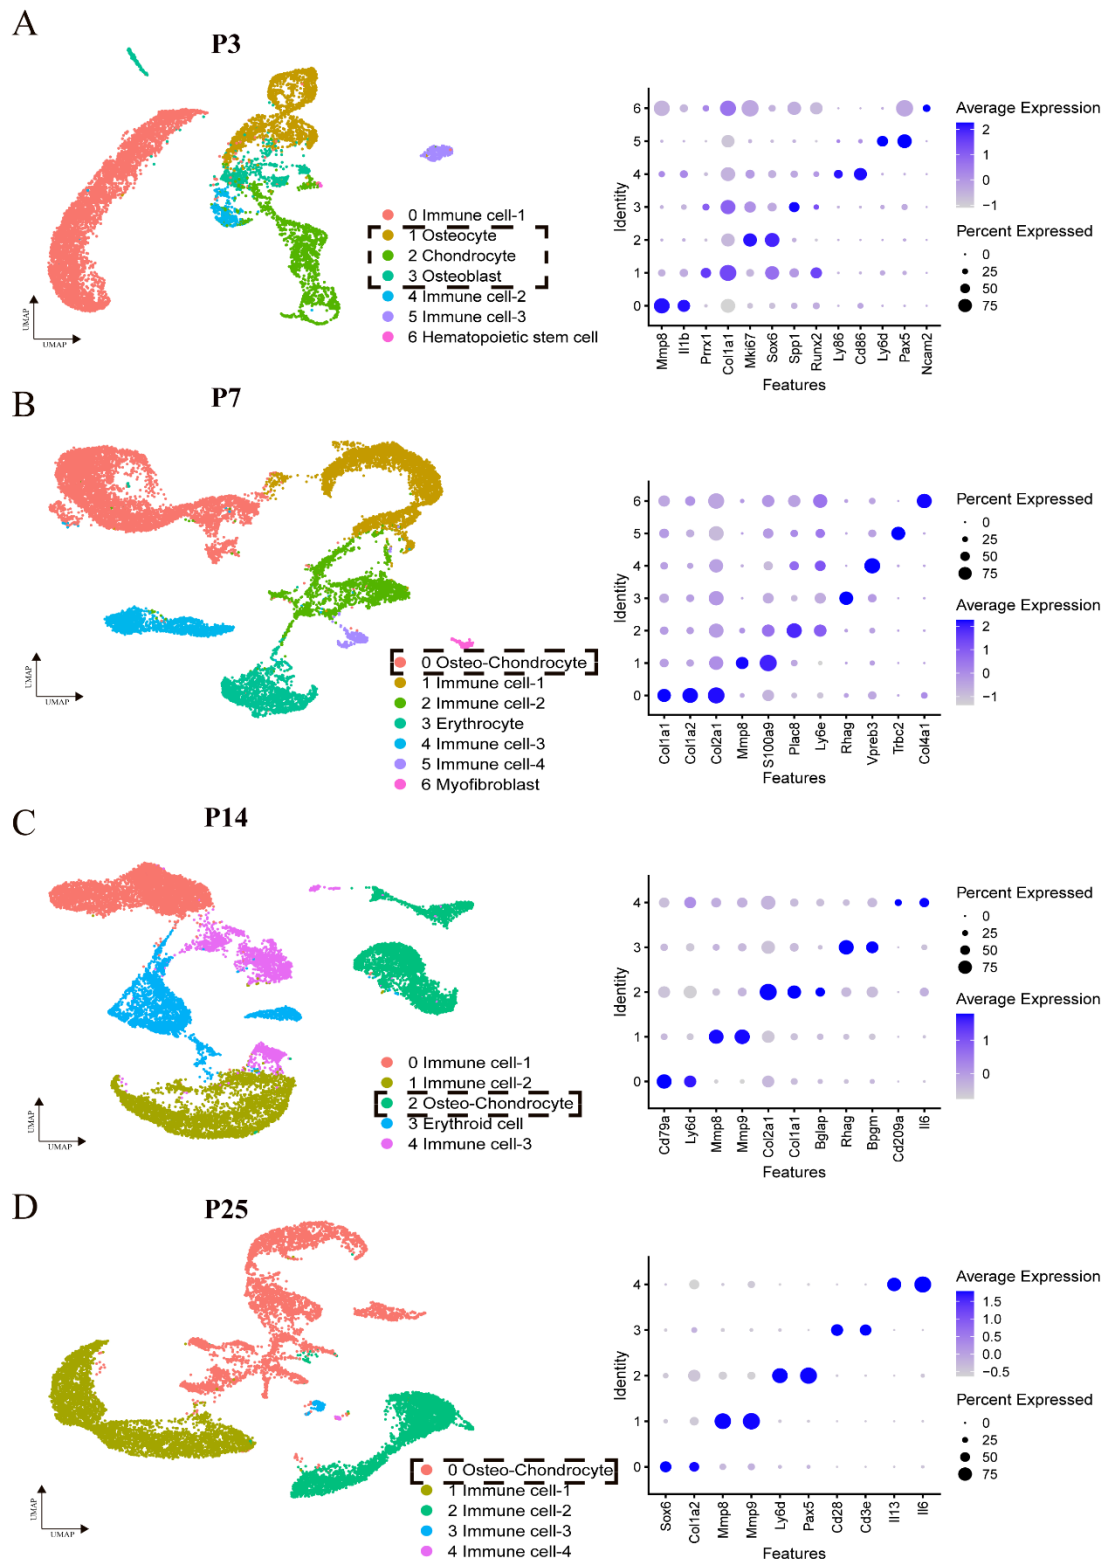 A
P3
0 Immune cell-1
1 Osteocyte
2 Chondrocyte
3 Osteoblast
4 Immune cell-2
5 Immune cell-3
6 Hematopoietic stem cell
UMAP
UMAP
Identity
6
5
4
3
2
1
0
Mmp8
Il1b
Prrx1
Col1a1
Mki67
Sox6
Spp1
Runx2
Ly86
Cd86
Ly6d
Pax5
Ncam2
Features
Average Expression
2
1
0
−1
Percent Expressed
0
25
50
75
B
P7
0 Osteo-Chondrocyte
1 Immune cell-1
2 Immune cell-2
3 Erythrocyte
4 Immune cell-3
5 Immune cell-4
6 Myofibroblast
UMAP
UMAP
Identity
6
5
4
3
2
1
0
Col1a1
Col1a2
Col2a1
Mmp8
S100a9
Plac8
Ly6e
Rhag
Vpreb3
Trbc2
Col4a1
Features
Percent Expressed
0
25
50
75
Average Expression
2
1
0
−1
C
P14
0 Immune cell-1
1 Immune cell-2
2 Osteo-Chondrocyte
3 Erythroid cell
4 Immune cell-3
UMAP
UMAP
Identity
4
3
2
1
0
Cd79a
Ly6d
Mmp8
Mmp9
Col2a1
Col1a1
Bglap
Rhag
Bpgm
Cd209a
Il6
Features
Percent Expressed
0
25
50
75
Average Expression
1
0
D
P25
0 Osteo-Chondrocyte
1 Immune cell-1
2 Immune cell-2
3 Immune cell-3
4 Immune cell-4
UMAP
UMAP
Identity
4
3
2
1
0
Sox6
Col1a2
Mmp8
Mmp9
Ly6d
Pax5
Cd28
Cd3e
Il13
Il6
Features
Average Expression
1.5
1.0
0.5
0.0
−0.5
Percent Expressed
0
25
50
75